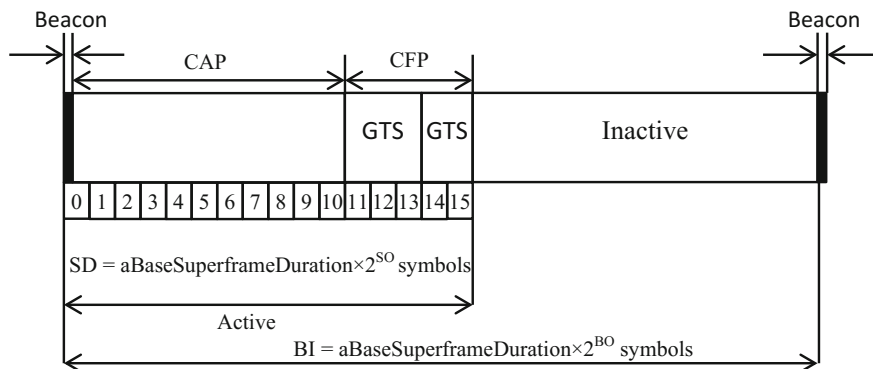 Beacon
Beacon
CAP
CFP
GTS
GTS
Inactive
0 1 2 3 4 5 6 7 8 9 10 11 12 13 14 15
SD = aBaseSuperframeDuration×2^SO symbols
Active
BI = aBaseSuperframeDuration×2^BO symbols